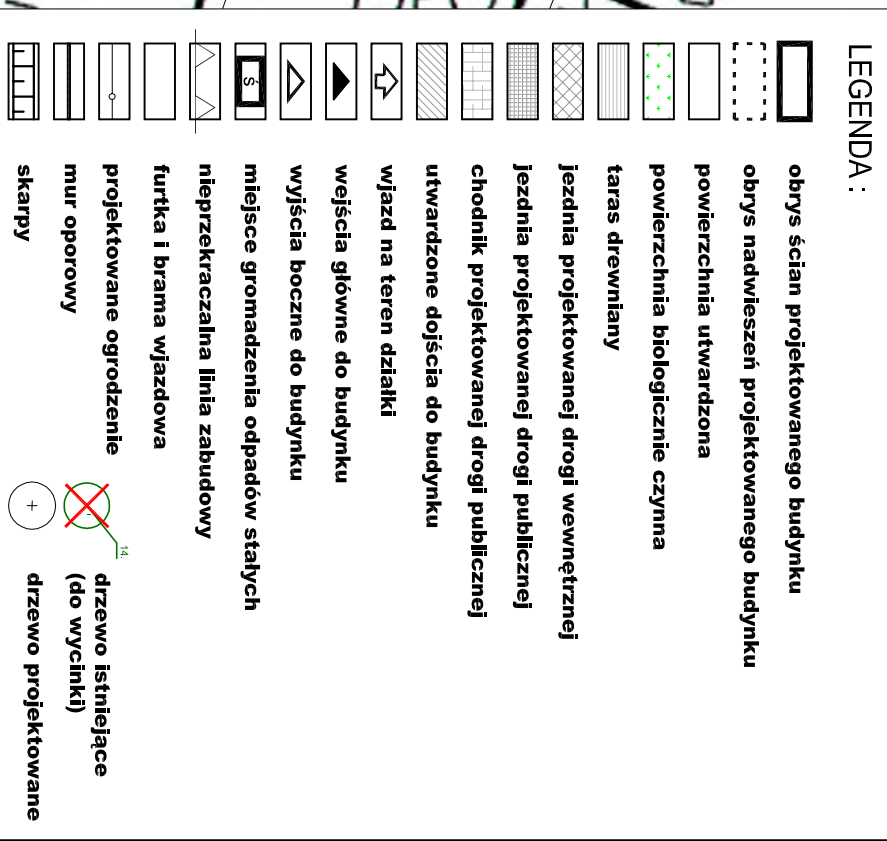 LEGENDA :
obrys ścian projektowanego budynku
obrys nadwieszeń projektowanego budynku
powierzchnia utwardzona
powierzchnia biologicznie czynna
taras drewniany
jezdnia projektowanej drogi wewnętrznej
jezdnia projektowanej drogi publicznej
chodnik projektowanej drogi publicznej
utwardzone dojścia do budynku
wjazd na teren działki
wejścia główne do budynku
wyjścia boczne do budynku
Ś
miejsce gromadzenia odpadów stałych
nieprzekraczalna linia zabudowy
furtka i brama wjazdowa
projektowane ogrodzenie
mur oporowy
skarpy
14.
drzewo istniejące
(do wycinki)
drzewo projektowane